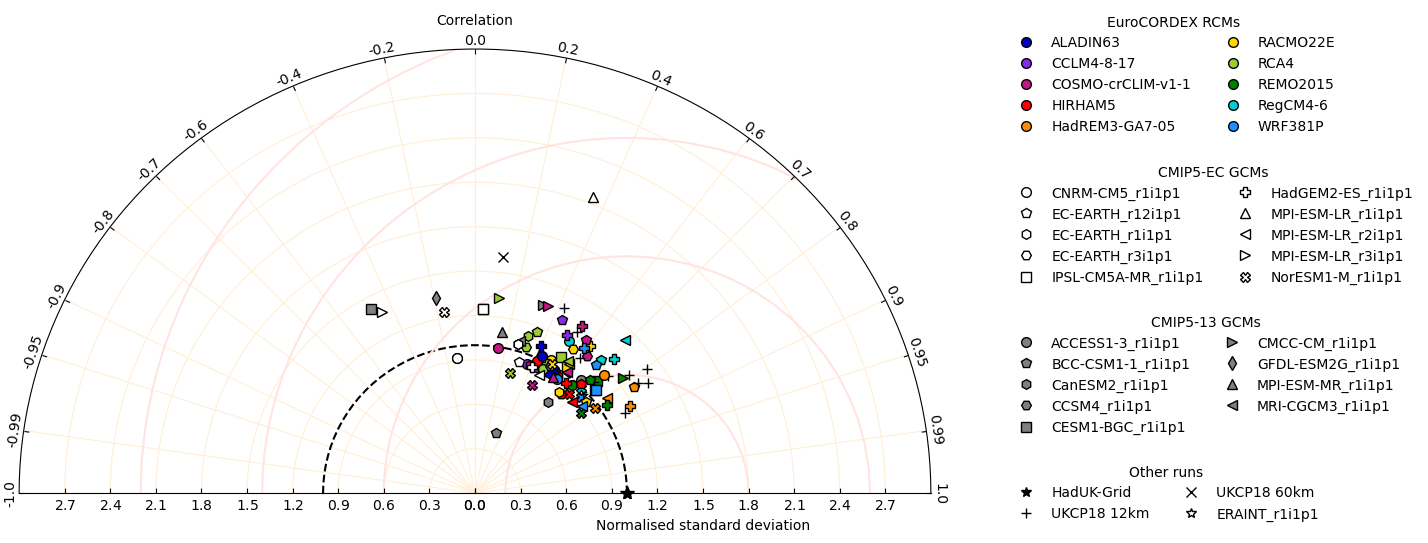 Correlation
-1.0
-0.99
-0.95
-0.9
-0.8
-0.7
-0.6
-0.4
-0.2
0.0
0.2
0.4
0.6
0.7
0.8
0.9
0.95
0.99
1.0
2.7 2.4 2.1 1.8 1.5 1.2 0.9 0.6 0.3 0.0 0.0 0.3 0.6 0.9 1.2 1.5 1.8 2.1 2.4 2.7
Normalised standard deviation
EuroCORDEX RCMs
ALADIN63 RACMO22E
CCLM4-8-17 RCA4
COSMO-crCLIM-v1-1 REMO2015
HIRHAM5 RegCM4-6
HadREM3-GA7-05 WRF381P
CMIP5-EC GCMs
CNRM-CM5_r1i1p1 HadGEM2-ES_r1i1p1
EC-EARTH_r12i1p1 MPI-ESM-LR_r1i1p1
EC-EARTH_r1i1p1 MPI-ESM-LR_r2i1p1
EC-EARTH_r3i1p1 MPI-ESM-LR_r3i1p1
IPSL-CM5A-MR_r1i1p1 NorESM1-M_r1i1p1
CMIP5-13 GCMs
ACCESS1-3_r1i1p1 CMCC-CM_r1i1p1
BCC-CSM1-1_r1i1p1 GFDL-ESM2G_r1i1p1
CanESM2_r1i1p1 MPI-ESM-MR_r1i1p1
CCSM4_r1i1p1 MRI-CGCM3_r1i1p1
CESM1-BGC_r1i1p1
Other runs
HadUK-Grid UKCP18 60km
UKCP18 12km ERAINT_r1i1p1